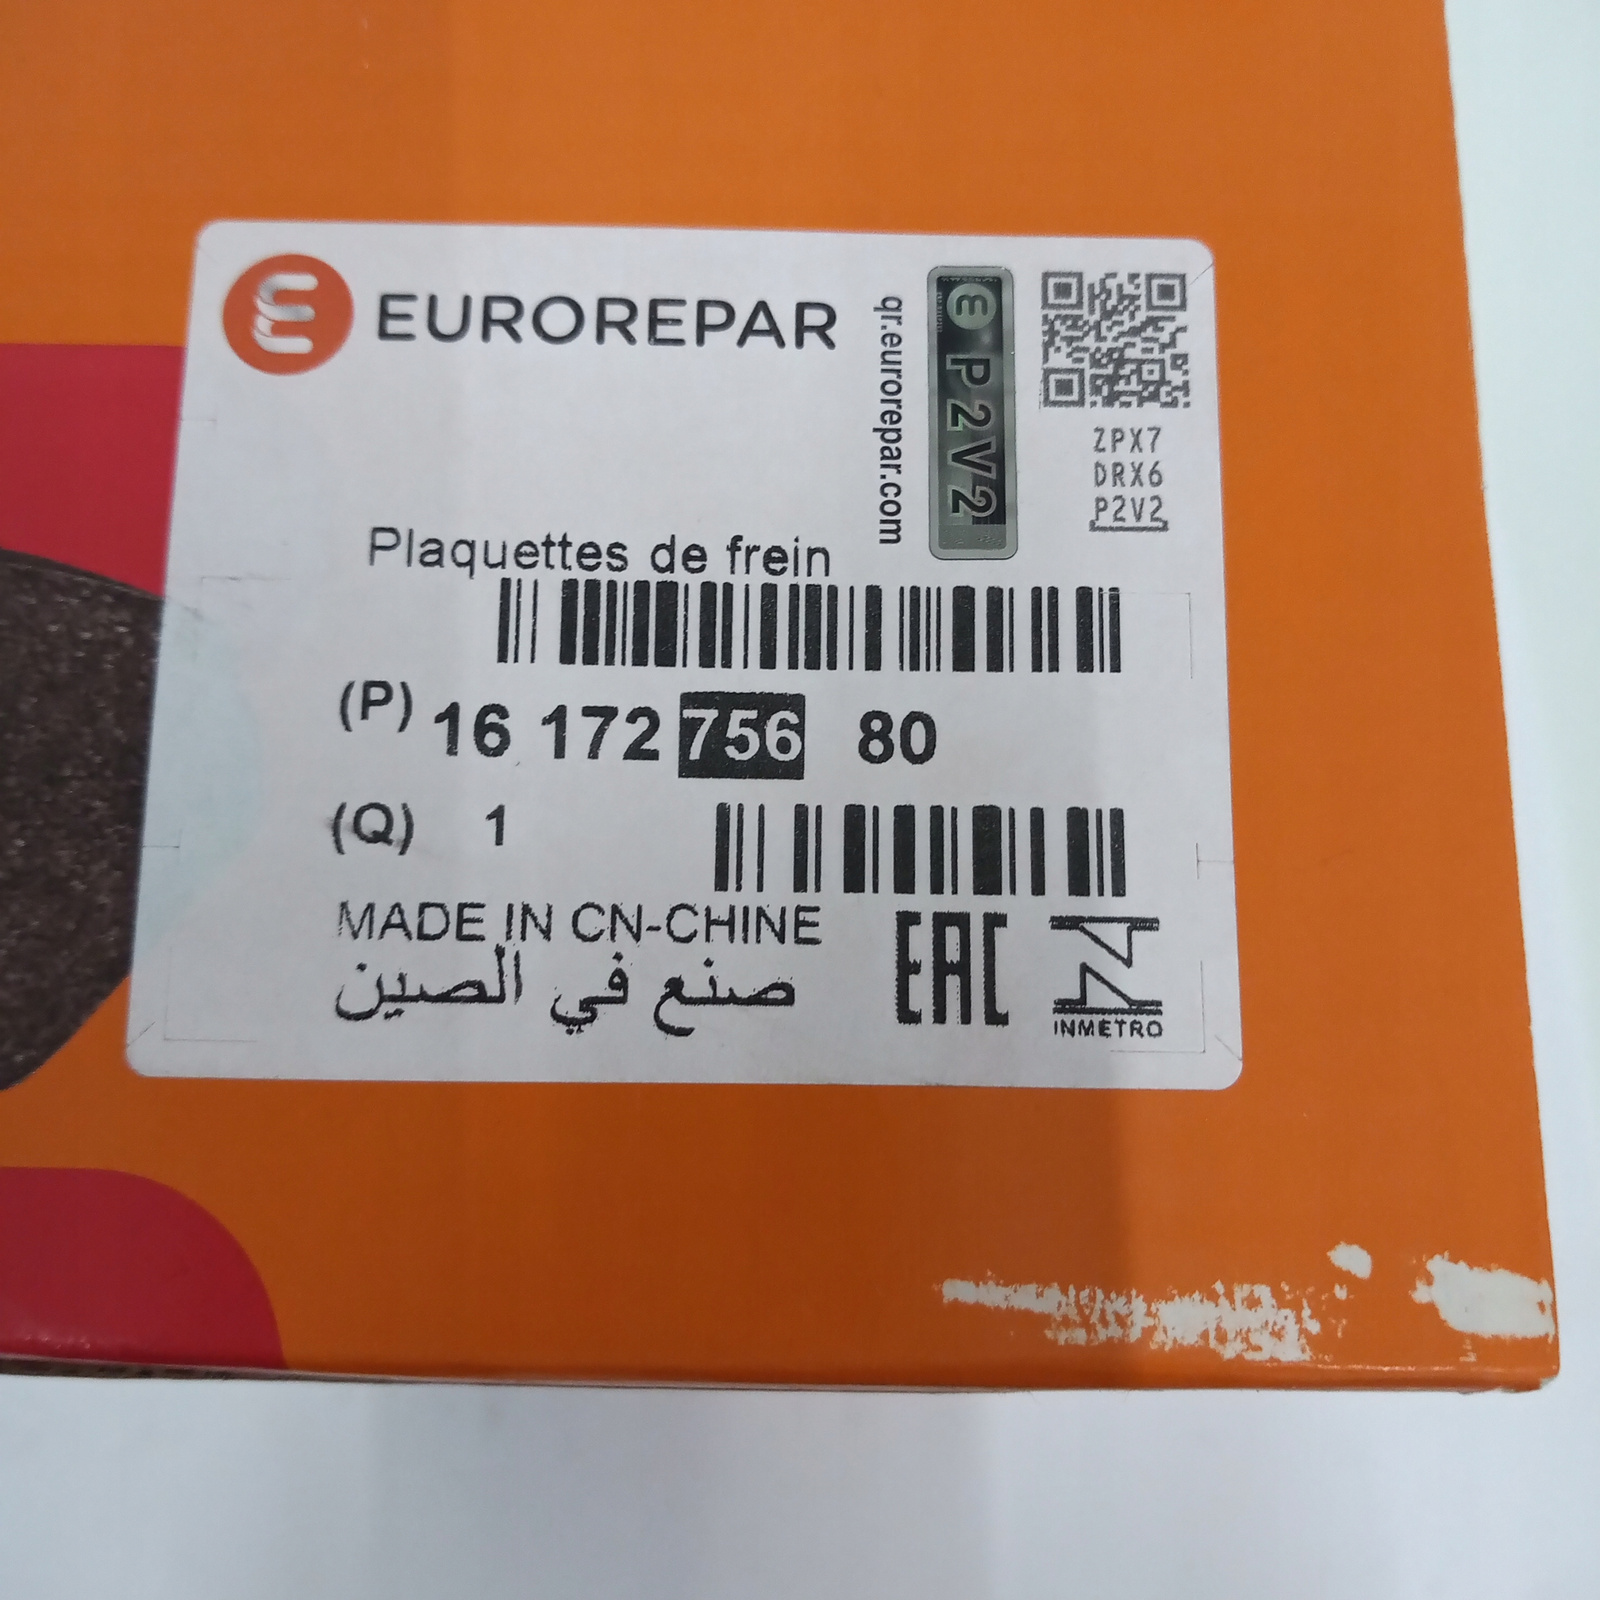 EUROREPAR
qr.eurorepar.com
P2V2
ZPX7
DRX6
P2V2
Plaquettes de frein
(P) 16 172 756 80
(Q) 1
MADE IN CN-CHINE
صنع في الصين
EAC
INMETRO